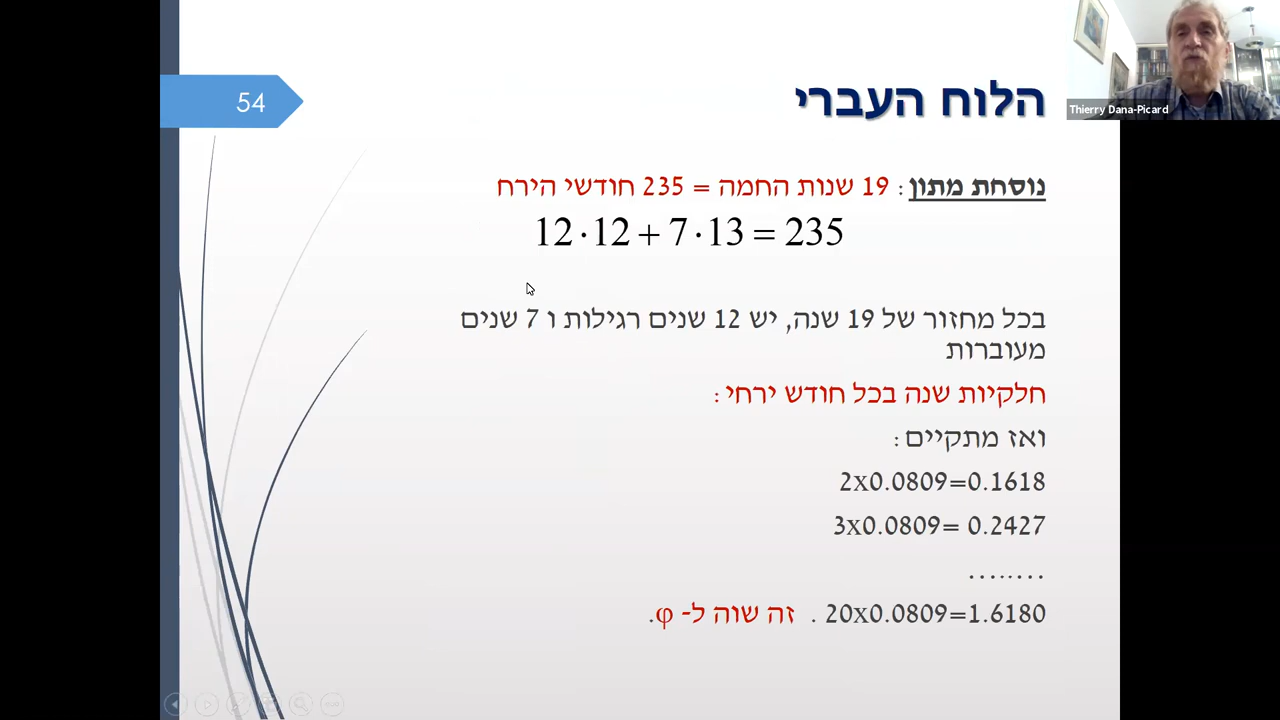 54
הלוח העברי
Thierry Dana-Picard
נוסחת מתון : 19 שנות החמה = 235 חודשי הירח
12·12 + 7·13 = 235
בכל מחזור של 19 שנה, יש 12 שנים רגילות ו 7 שנים
מעוברות
חלקיות שנה בכל חודש ירחי :
ואז מתקיים :
2x0.0809=0.1618
3x0.0809= 0.2427
........
20x0.0809=1.6180 . זה שוה ל- φ.